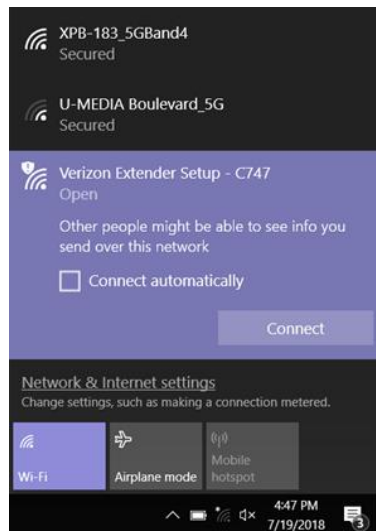 XPB-183_5GBand4
Secured
U-MEDIA Boulevard_5G
Secured
Verizon Extender Setup - C747
Open
Other people might be able to see info you
send over this network
Connect automatically
Connect
Network & Internet settings
Change settings, such as making a connection metered.
Wi-Fi
Airplane mode
Mobile
hotspot
4:47 PM
7/19/2018
3